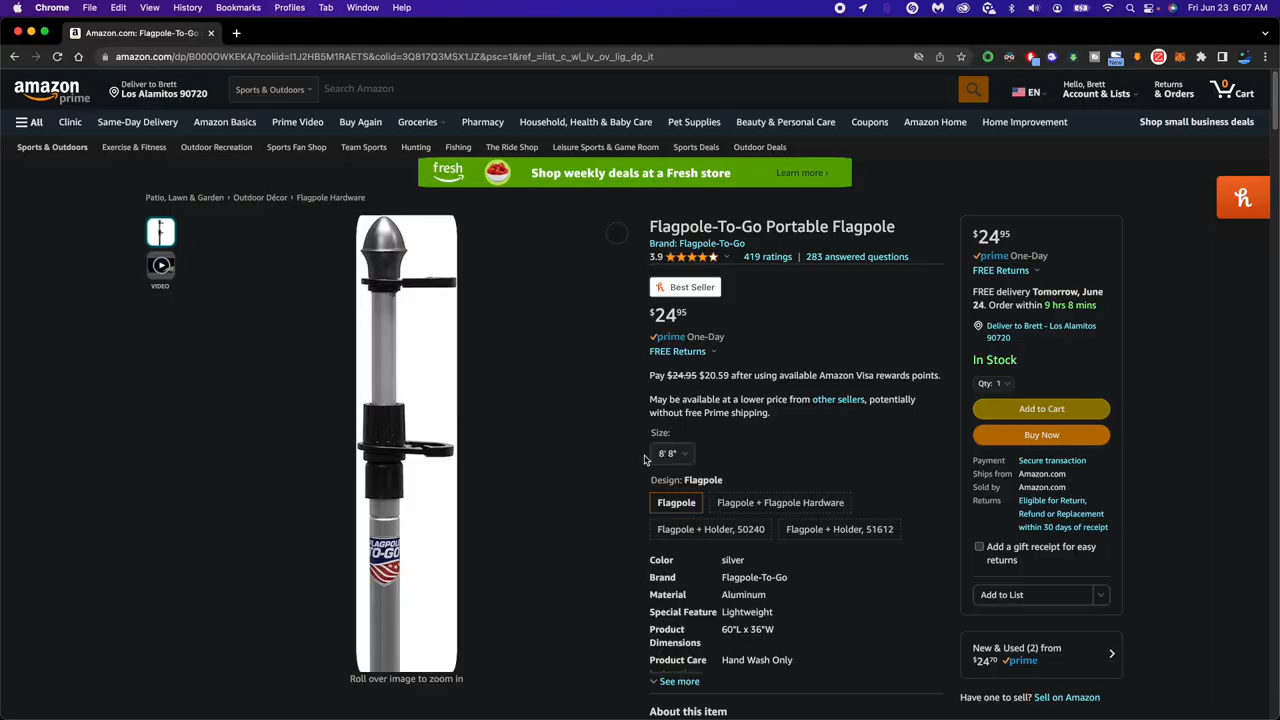 Chrome File Edit View History Bookmarks Profiles Tab Window Help Fri Jun 23 6:07 AM
Amazon.com: Flagpole-To-Go
amazon.com/dp/B000OWKEKA/?coliid=I1J2HB5M1RAETS&colid=3Q817Q3MSX1JZ&psc=1&ref_=list_c_wl_lv_ov_lig_dp_it
New
amazon prime
Deliver to Brett
Los Alamitos 90720
Sports & Outdoors
Search Amazon
EN
Hello, Brett
Account & Lists
Returns
& Orders
0
Cart
All Clinic Same-Day Delivery Amazon Basics Prime Video Buy Again Groceries Pharmacy Household, Health & Baby Care Pet Supplies Beauty & Personal Care Coupons Amazon Home Home Improvement Shop small business deals
Sports & Outdoors Exercise & Fitness Outdoor Recreation Sports Fan Shop Team Sports Hunting Fishing The Ride Shop Leisure Sports & Game Room Sports Deals Outdoor Deals
fresh Shop weekly deals at a Fresh store Learn more ›
Patio, Lawn & Garden › Outdoor Décor › Flagpole Hardware
VIDEO
FLAGPOLE
TO-GO
Roll over image to zoom in
Flagpole-To-Go Portable Flagpole
Brand: Flagpole-To-Go
3.9 419 ratings | 283 answered questions
Best Seller
$24⁹⁵
prime One-Day
FREE Returns
Pay $24.95 $20.59 after using available Amazon Visa rewards points.
May be available at a lower price from other sellers, potentially
without free Prime shipping.
Size:
8' 8"
Design: Flagpole
Flagpole Flagpole + Flagpole Hardware
Flagpole + Holder, 50240 Flagpole + Holder, 51612
Color silver
Brand Flagpole-To-Go
Material Aluminum
Special Feature Lightweight
Product Dimensions 60"L x 36"W
Product Care Hand Wash Only
See more
About this item
$24⁹⁵
prime One-Day
FREE Returns
FREE delivery Tomorrow, June
24. Order within 9 hrs 8 mins
Deliver to Brett - Los Alamitos
90720
In Stock
Qty: 1
Add to Cart
Buy Now
Payment Secure transaction
Ships from Amazon.com
Sold by Amazon.com
Returns Eligible for Return,
Refund or Replacement
within 30 days of receipt
Add a gift receipt for easy
returns
Add to List
New & Used (2) from
$24⁷⁰ prime
Have one to sell? Sell on Amazon